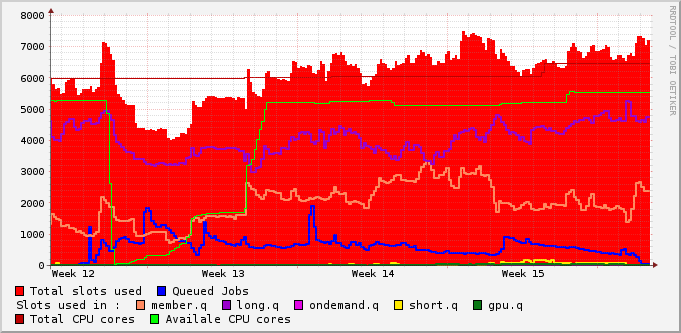 8000
7000
6000
5000
4000
3000
2000
1000
0
Week 12 Week 13 Week 14 Week 15
RRDTOOL / TOBI OETIKER
Total slots used Queued Jobs
Slots used in : member.q long.q ondemand.q short.q gpu.q
Total CPU cores Availale CPU cores